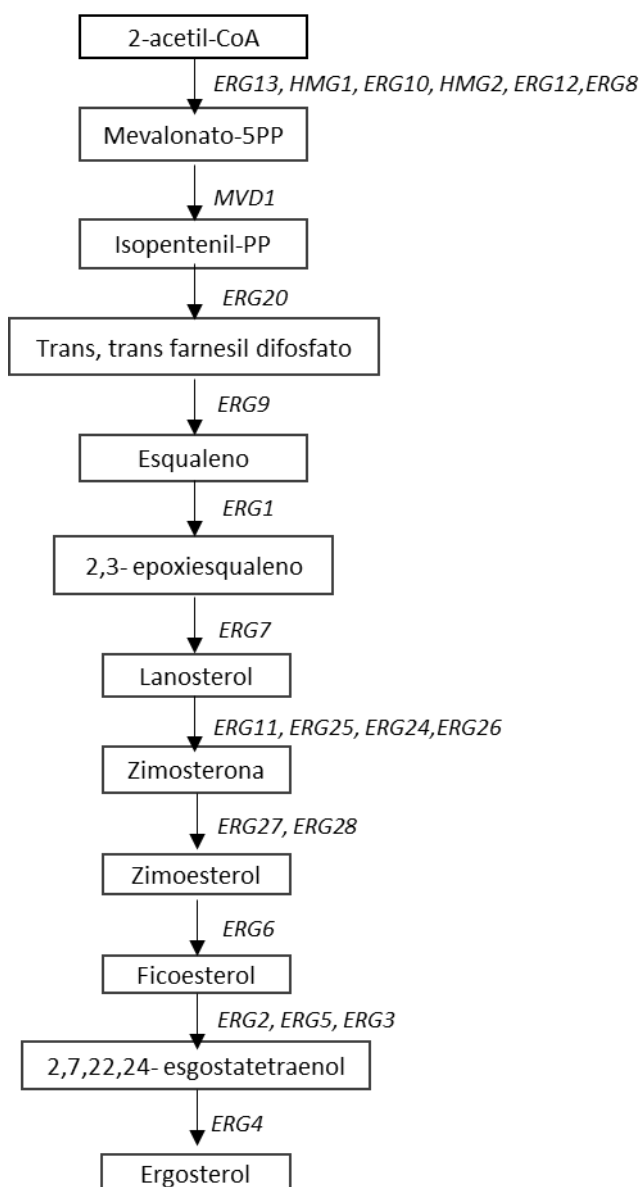 2-acetil-CoA
ERG13, HMG1, ERG10, HMG2, ERG12,ERG8
Mevalonato-5PP
MVD1
Isopentenil-PP
ERG20
Trans, trans farnesil difosfato
ERG9
Esqualeno
ERG1
2,3- epoxiesqualeno
ERG7
Lanosterol
ERG11, ERG25, ERG24,ERG26
Zimosterona
ERG27, ERG28
Zimoesterol
ERG6
Ficoesterol
ERG2, ERG5, ERG3
2,7,22,24- esgostatetraenol
ERG4
Ergosterol